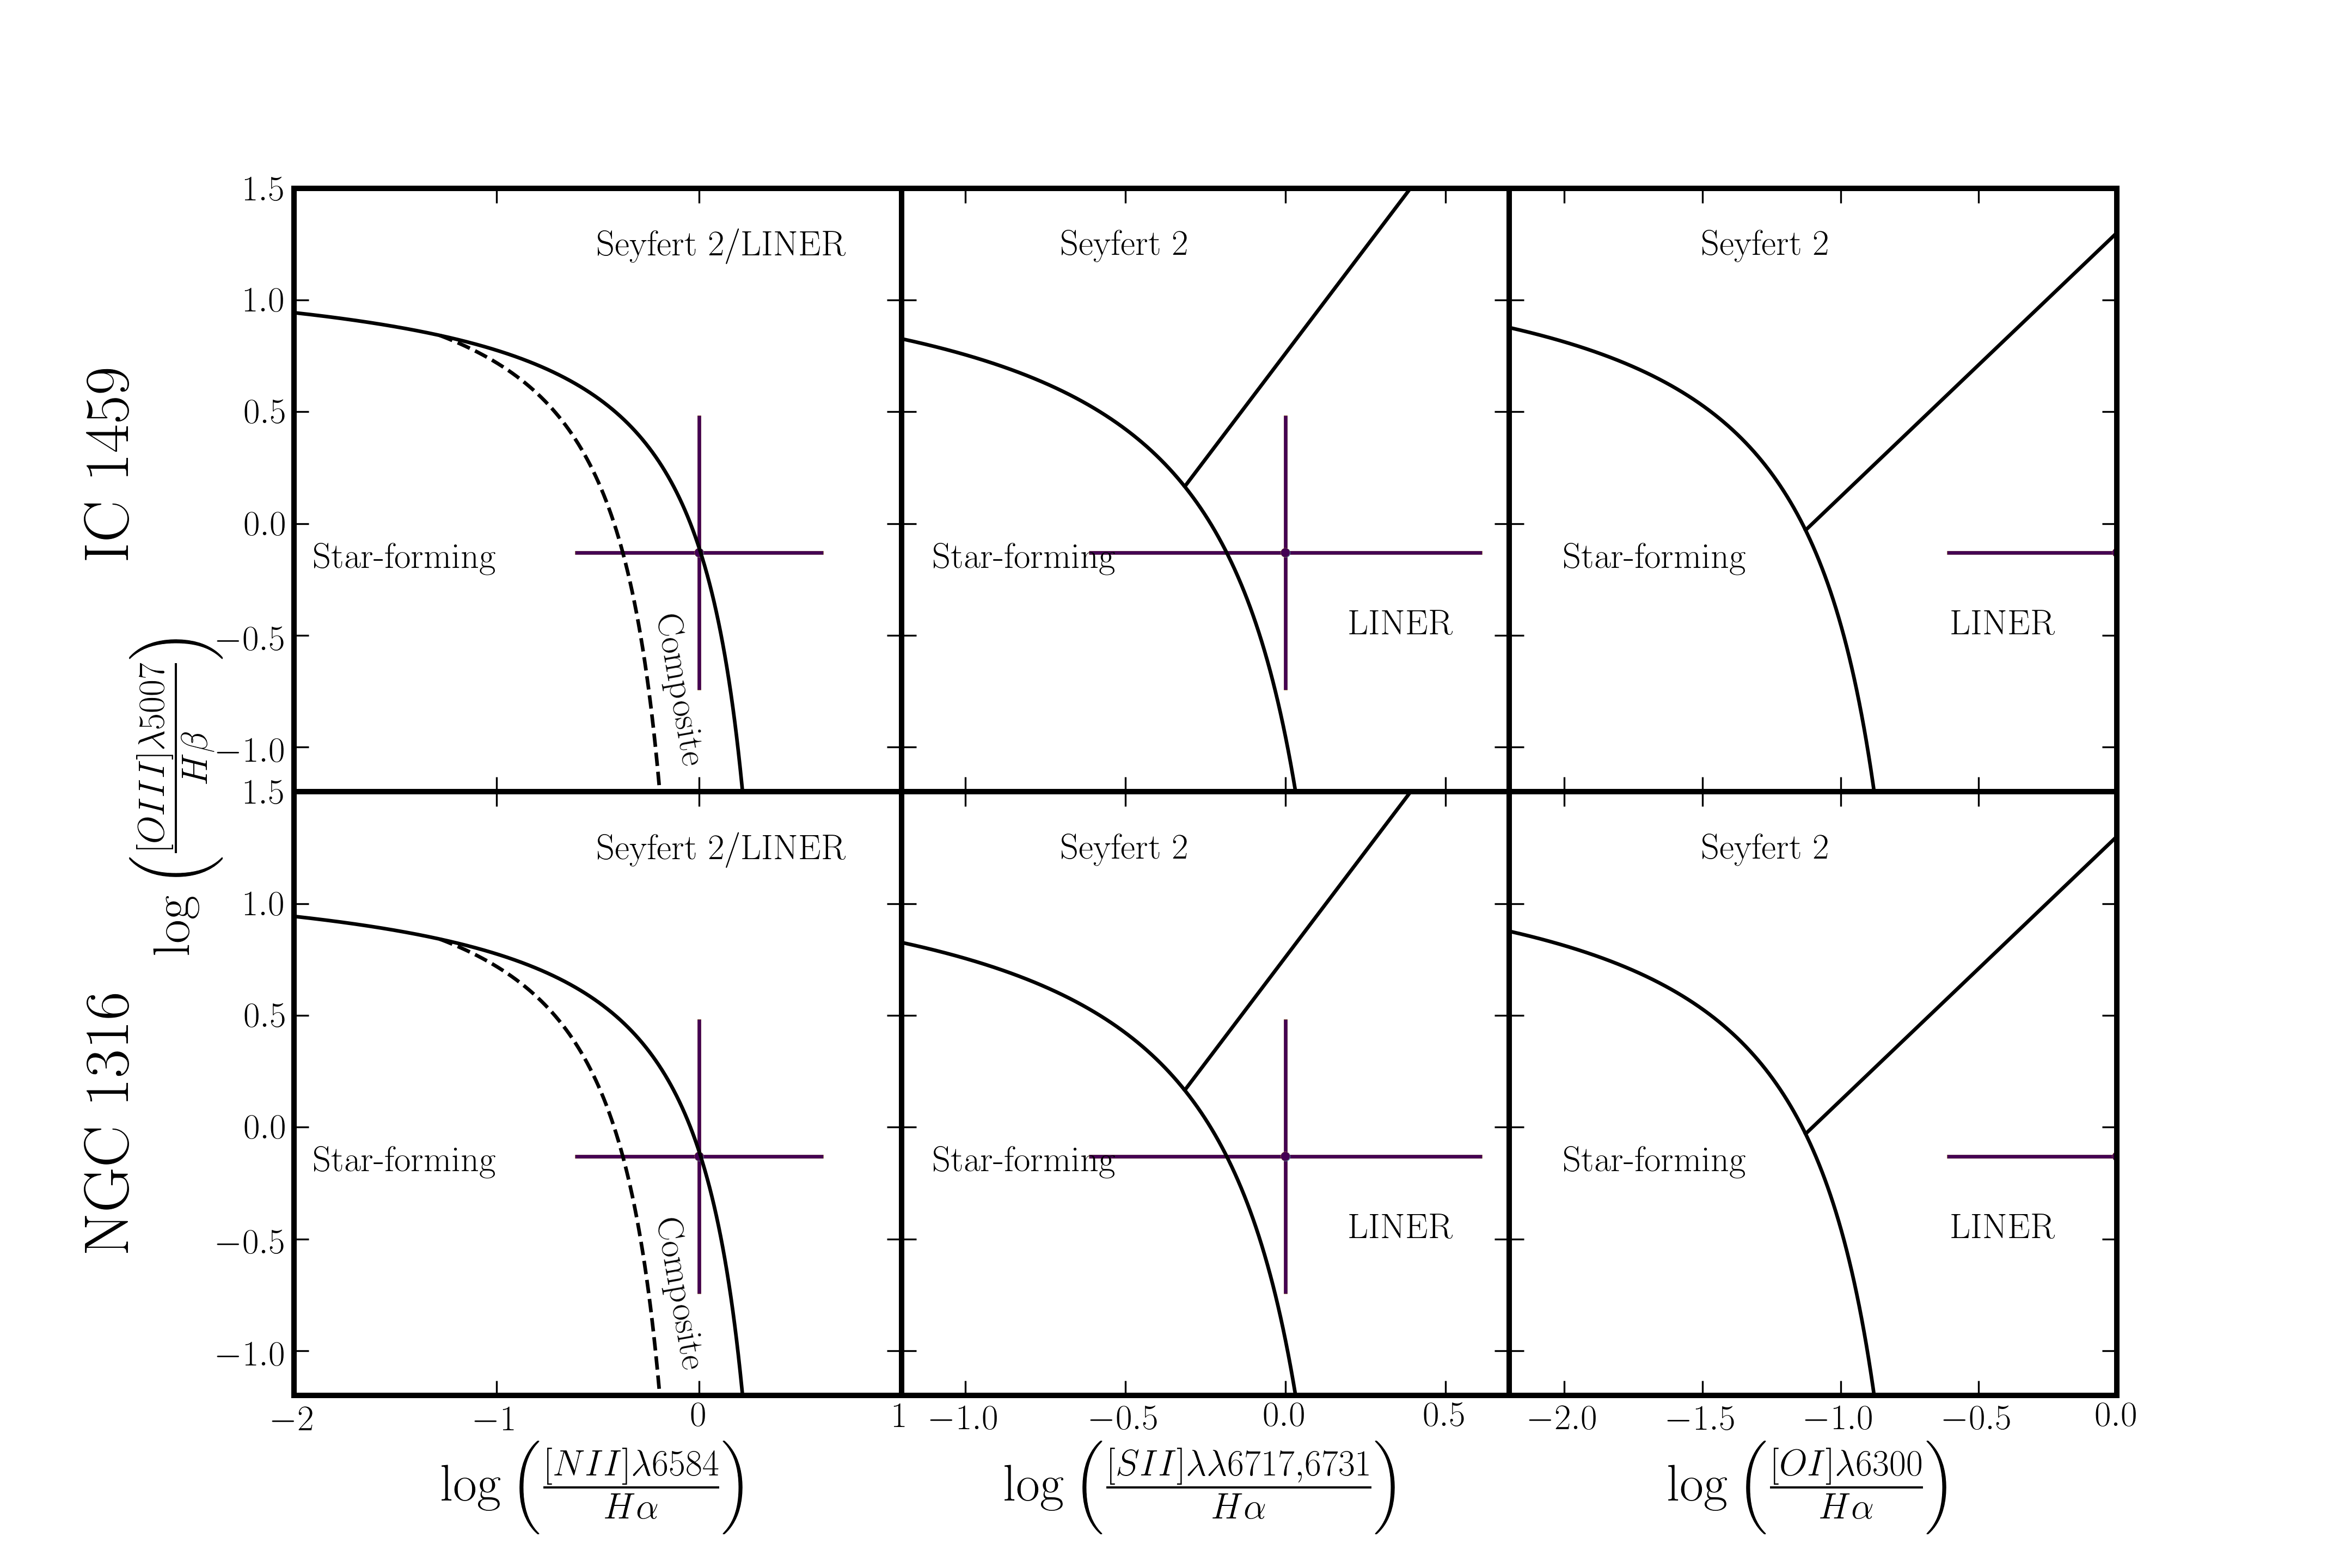 IC 1459
NGC 1316
log ([OIII]λ5007 / Hβ)
1.5
1.0
0.5
0.0
−0.5
−1.0
Seyfert 2/LINER
Star-forming
Composite
Seyfert 2
Star-forming
LINER
Seyfert 2
Star-forming
LINER
1.5
1.0
0.5
0.0
−0.5
−1.0
Seyfert 2/LINER
Star-forming
Composite
Seyfert 2
Star-forming
LINER
Seyfert 2
Star-forming
LINER
−2 −1 0 1
−1.0 −0.5 0.0 0.5
−2.0 −1.5 −1.0 −0.5 0.0
log ([NII]λ6584 / Hα)
log ([SII]λλ6717,6731 / Hα)
log ([OI]λ6300 / Hα)